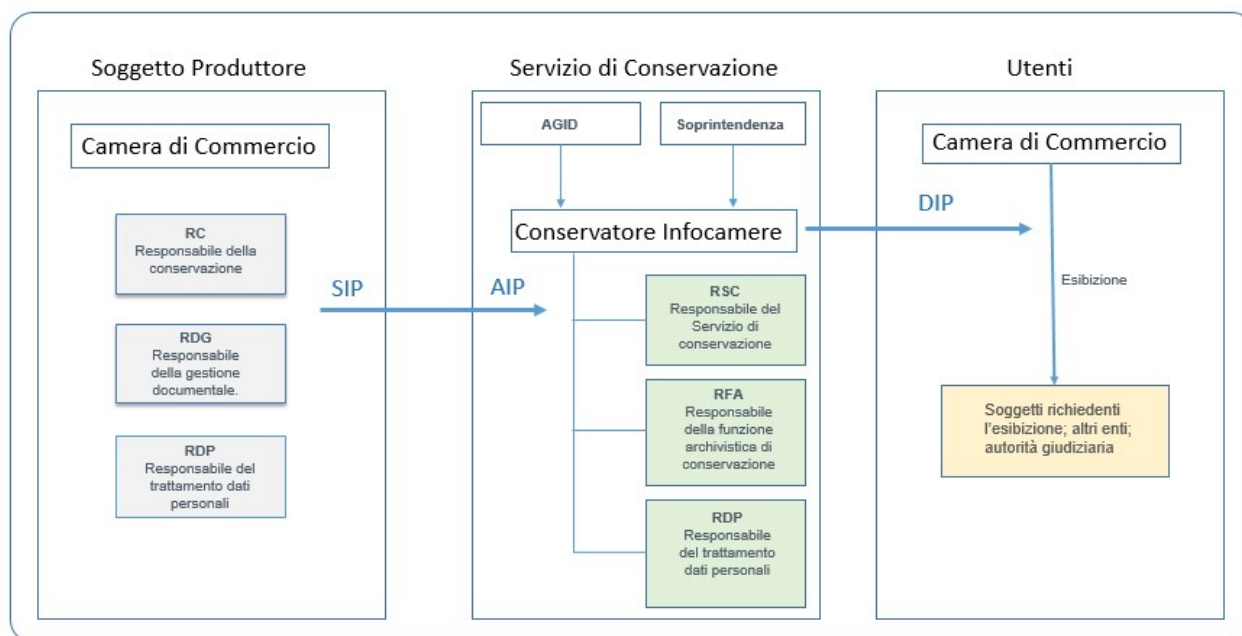 Soggetto Produttore
Camera di Commercio
RC
Responsabile della
conservazione
RDG
Responsabile
della gestione
documentale.
RDP
Responsabile del
trattamento dati
personali
SIP
Servizio di Conservazione
AGID
Soprintendenza
Conservatore Infocamere
AIP
RSC
Responsabile del
Servizio di
conservazione
RFA
Responsabile
della funzione
archivistica di
conservazione
RDP
Responsabile
del trattamento
dati personali
DIP
Utenti
Camera di Commercio
Esibizione
Soggetti richiedenti
l'esibizione; altri enti;
autorità giudiziaria